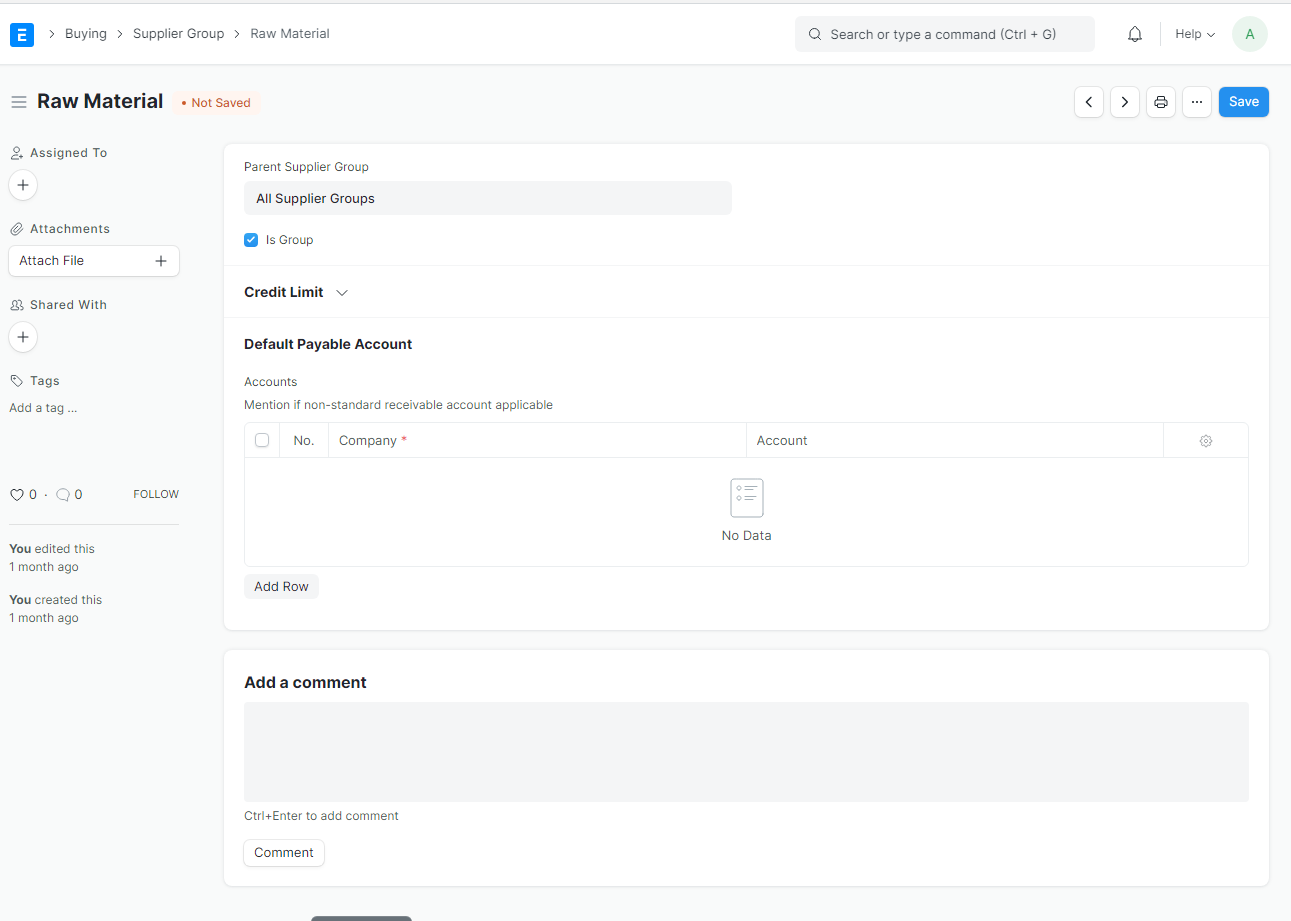 E
Buying
Supplier Group
Raw Material
Search or type a command (Ctrl + G)
Help
A
Raw Material
Not Saved
Save
Assigned To
Attachments
Attach File
Shared With
Tags
Add a tag ...
0 · 0
FOLLOW
You edited this
1 month ago
You created this
1 month ago
Parent Supplier Group
All Supplier Groups
Is Group
Credit Limit
Default Payable Account
Accounts
Mention if non-standard receivable account applicable
No. Company * Account
No Data
Add Row
Add a comment
Ctrl+Enter to add comment
Comment